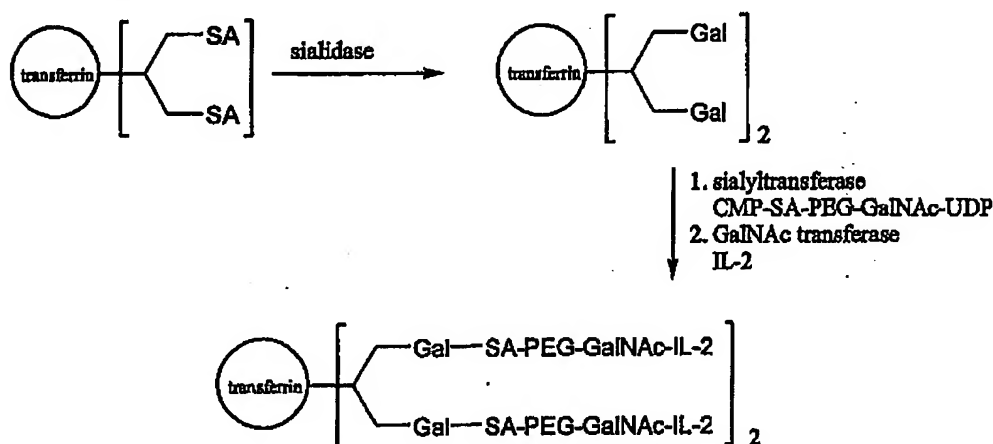 transferrin
SA
SA
sialidase
transferrin
Gal
Gal
2
1. sialyltransferase
CMP-SA-PEG-GalNAc-UDP
2. GalNAc transferase
IL-2
transferrin
Gal—SA-PEG-GalNAc-IL-2
Gal—SA-PEG-GalNAc-IL-2
2